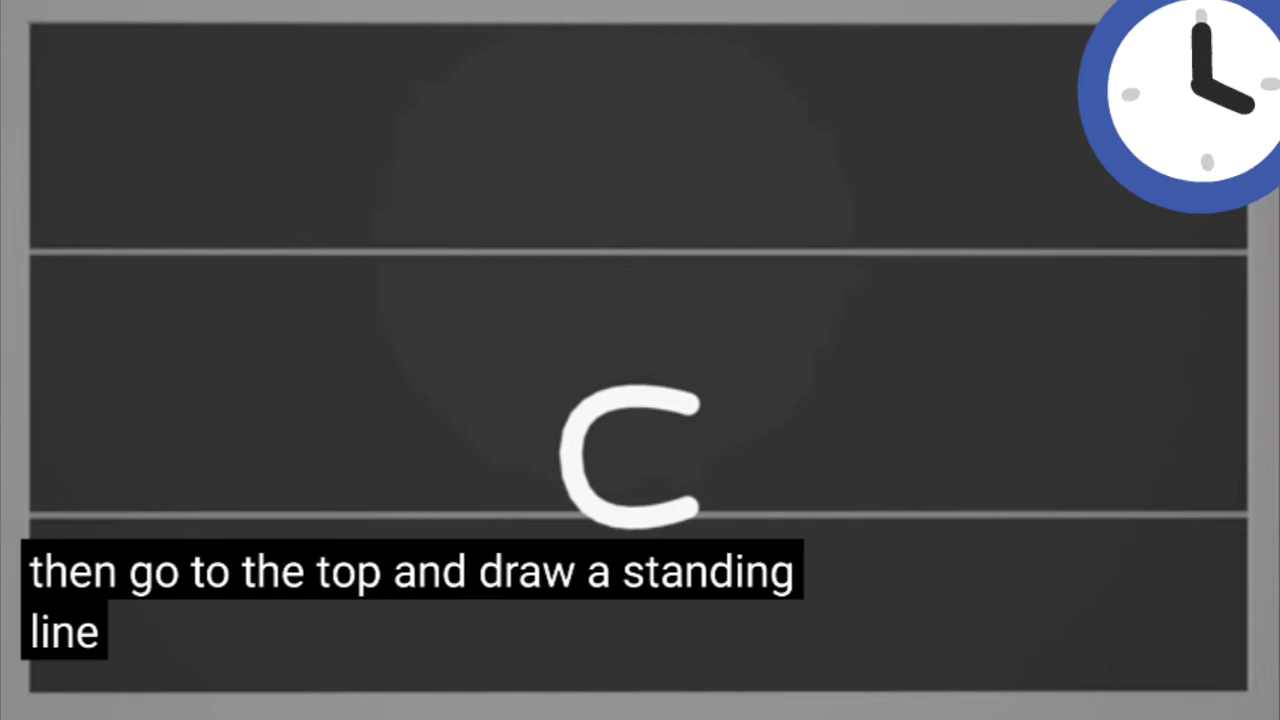 c
then go to the top and draw a standing
line